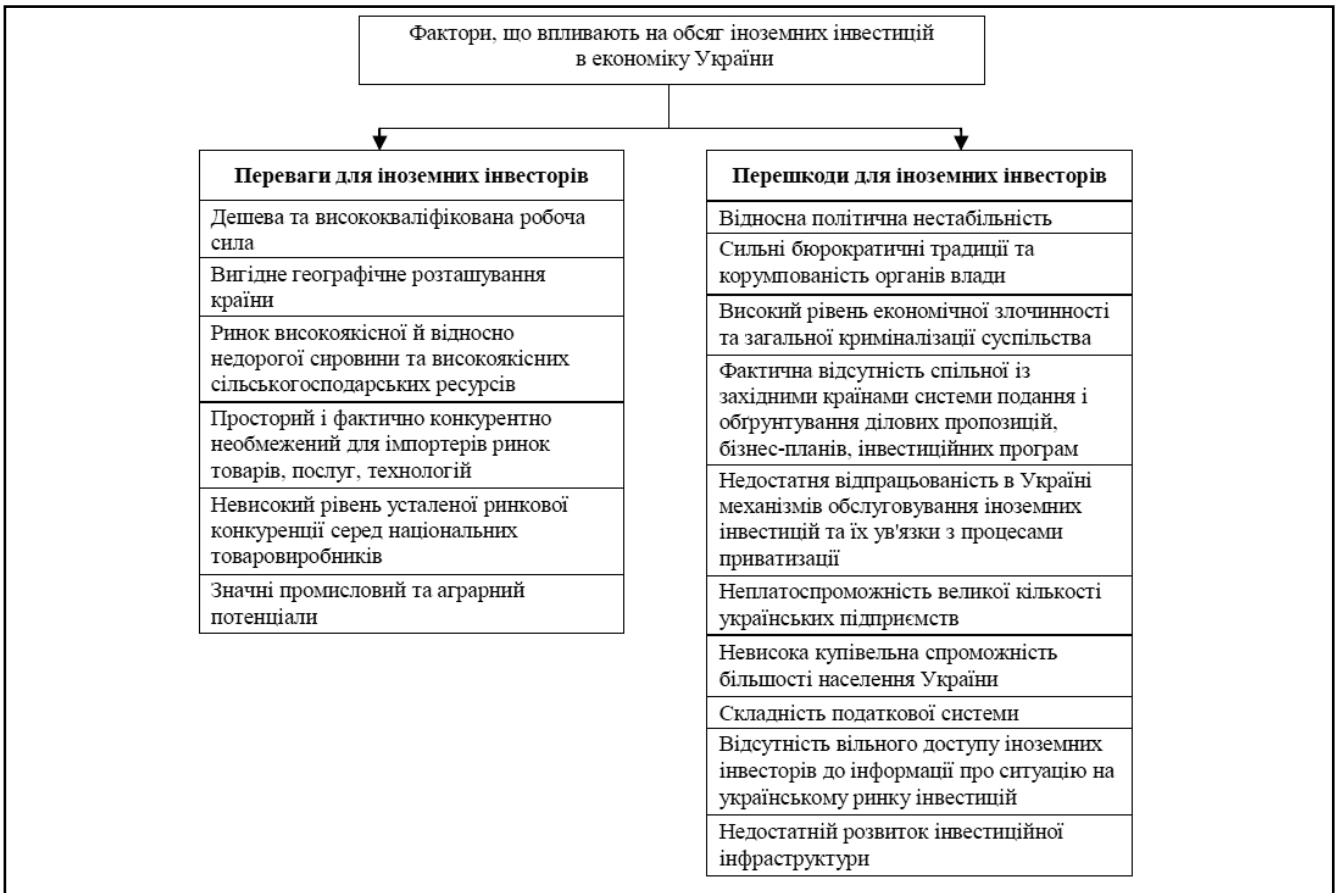 Фактори, що впливають на обсяг іноземних інвестицій
в економіку України
Переваги для іноземних інвесторів
Дешева та висококваліфікована робоча
сила
Вигідне географічне розташування
країни
Ринок високоякісної й відносно
недорогої сировини та високоякісних
сільськогосподарських ресурсів
Просторий і фактично конкурентно
необмежений для імпортерів ринок
товарів, послуг, технологій
Невисокий рівень усталеної ринкової
конкуренції серед національних
товаровиробників
Значні промисловий та аграрний
потенціали
Перешкоди для іноземних інвесторів
Відносна політична нестабільність
Сильні бюрократичні традиції та
корумпованість органів влади
Високий рівень економічної злочинності
та загальної криміналізації суспільства
Фактична відсутність спільної із
західними країнами системи подання і
обґрунтування ділових пропозицій,
бізнес-планів, інвестиційних програм
Недостатня відпрацьованість в Україні
механізмів обслуговування іноземних
інвестицій та їх ув'язки з процесами
приватизації
Неплатоспроможність великої кількості
українських підприємств
Невисока купівельна спроможність
більшості населення України
Складність податкової системи
Відсутність вільного доступу іноземних
інвесторів до інформації про ситуацію на
українському ринку інвестицій
Недостатній розвиток інвестиційної
інфраструктури